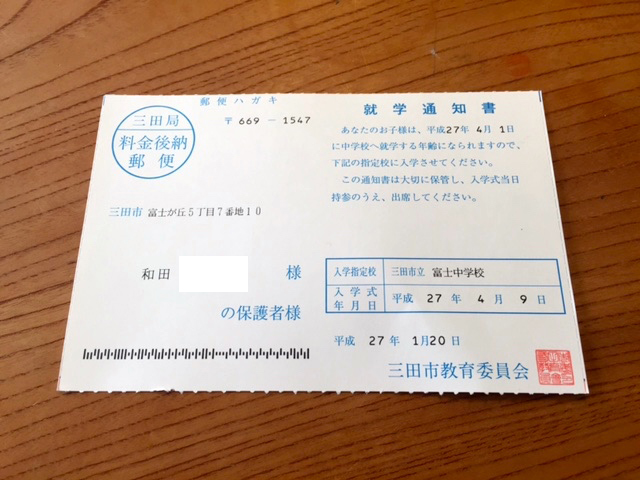 郵便ハガキ
三田局
料金後納
郵便
〒669-1547
三田市 富士が丘5丁目7番地10
和田 様
の保護者様
就学通知書
あなたのお子様は、平成27年 4月 1日
に中学校へ就学する年齢になられますので、
下記の指定校に入学させてください。
この通知書は大切に保管し、入学式当日
持参のうえ、出席してください。
入学指定校 三田市立 富士中学校
入学式
年月日 平成 27 年 4 月 9 日
平成 27 年 1月20 日
三田市教育委員会